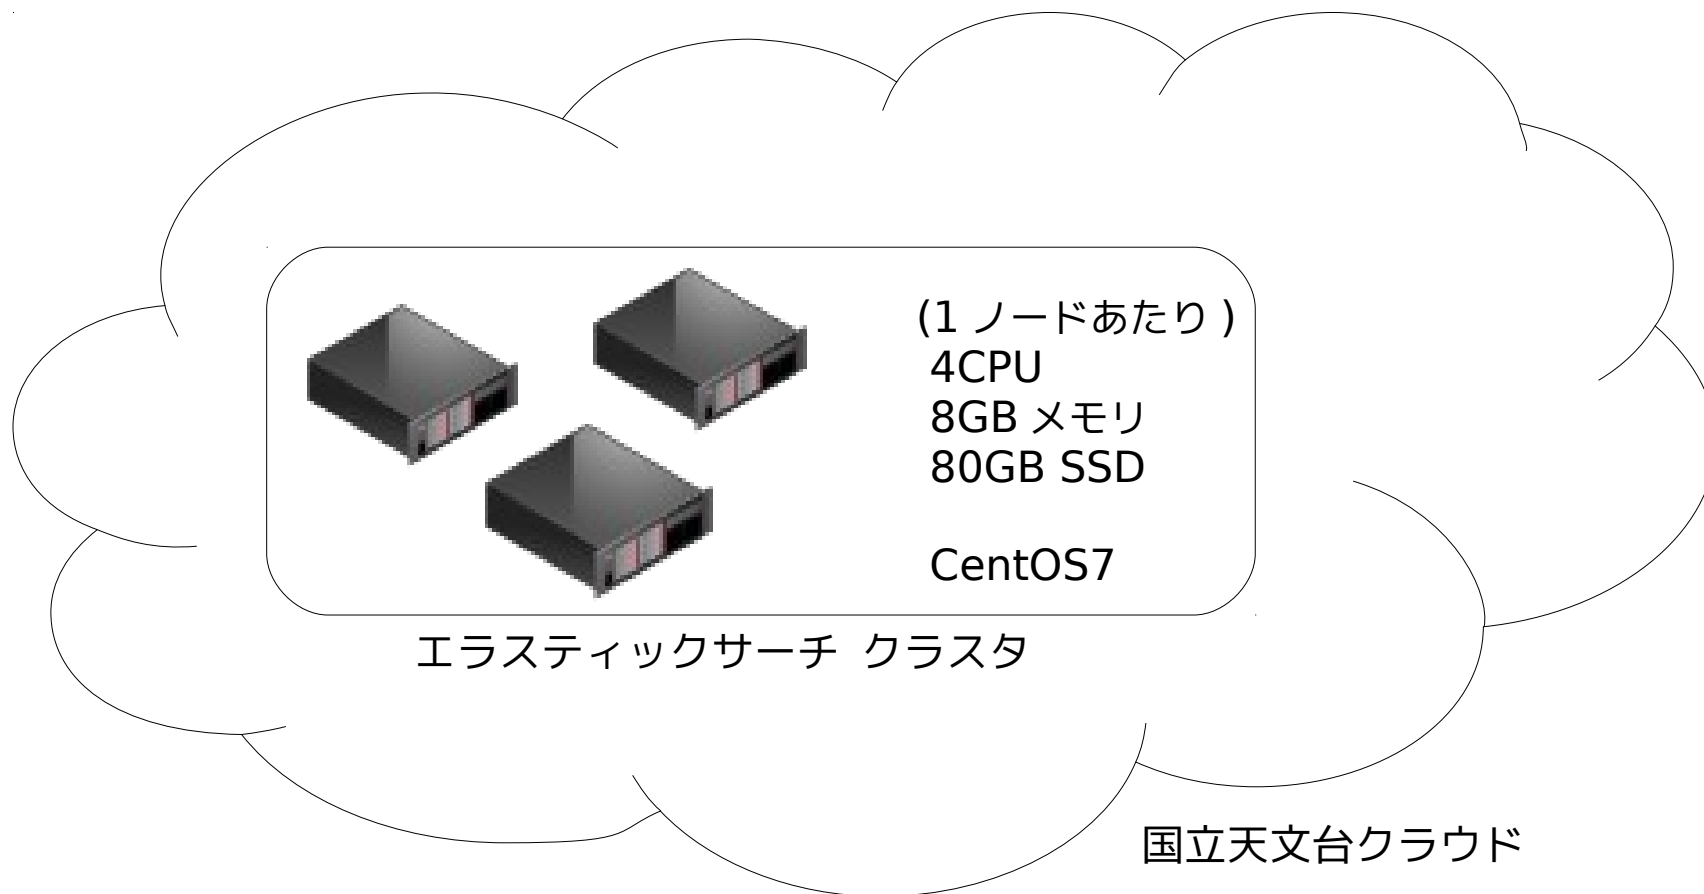 (1 ノードあたり )
4CPU
8GB メモリ
80GB SSD
CentOS7
エラスティックサーチ クラスタ
国立天文台クラウド